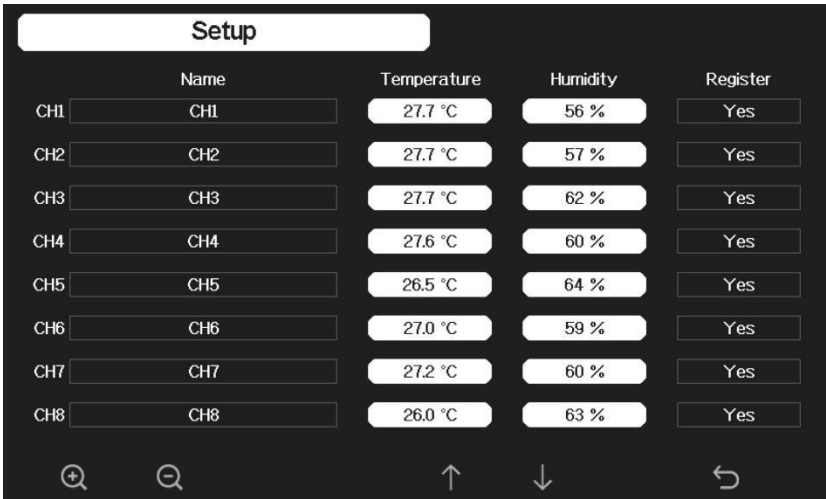 Setup
Name Temperature Humidity Register
CH1 CH1 27.7 °C 56 % Yes
CH2 CH2 27.7 °C 57 % Yes
CH3 CH3 27.7 °C 62 % Yes
CH4 CH4 27.6 °C 60 % Yes
CH5 CH5 26.5 °C 64 % Yes
CH6 CH6 27.0 °C 59 % Yes
CH7 CH7 27.2 °C 60 % Yes
CH8 CH8 26.0 °C 63 % Yes